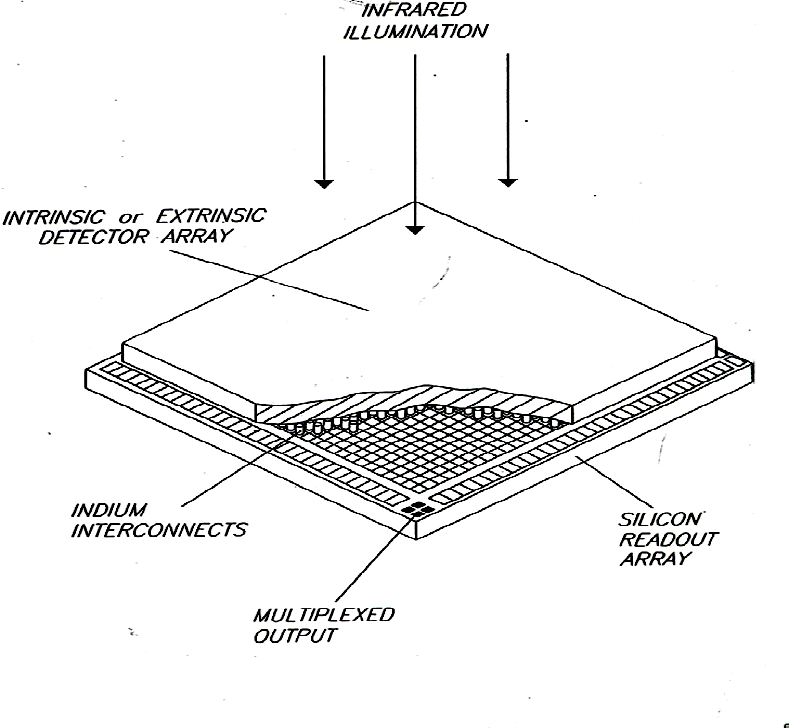 INFRARED
ILLUMINATION
INTRINSIC or EXTRINSIC
DETECTOR ARRAY
INDIUM
INTERCONNECTS
SILICON
READOUT
ARRAY
MULTIPLEXED
OUTPUT